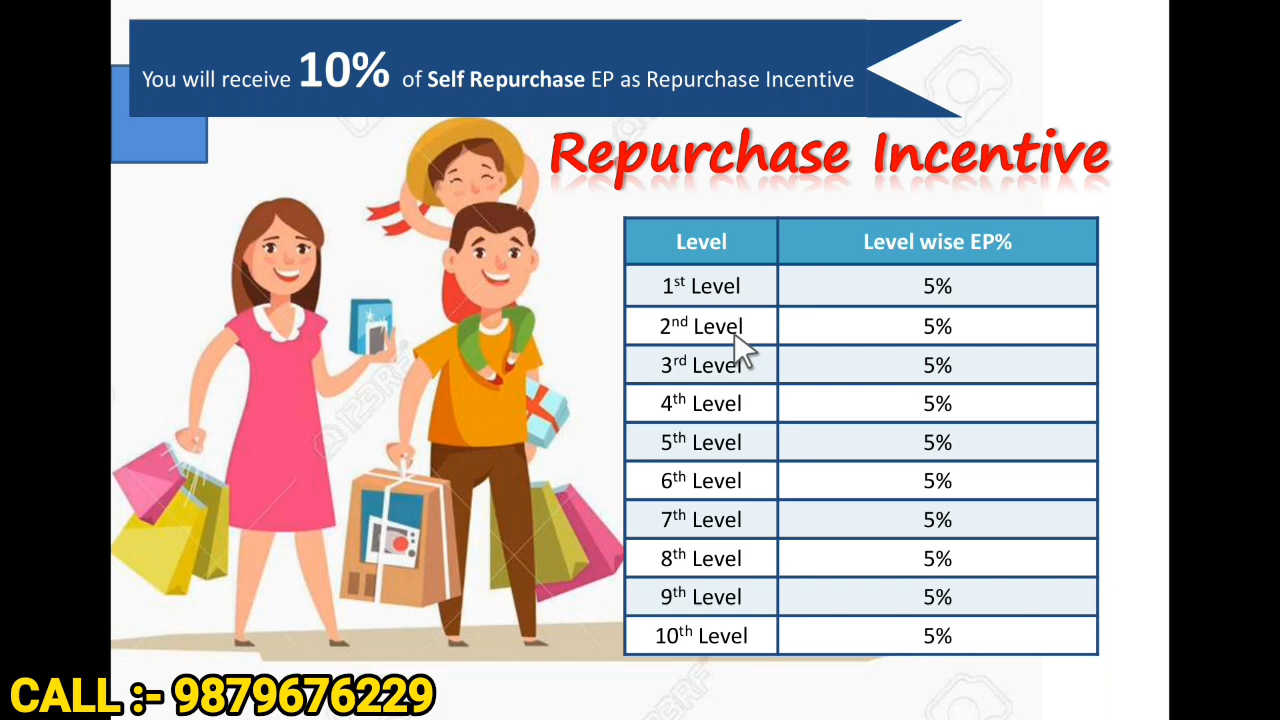 You will receive 10% of Self Repurchase EP as Repurchase Incentive
Repurchase Incentive
Level Level wise EP%
1st Level 5%
2nd Level 5%
3rd Level 5%
4th Level 5%
5th Level 5%
6th Level 5%
7th Level 5%
8th Level 5%
9th Level 5%
10th Level 5%
123RF
CALL :- 9879676229